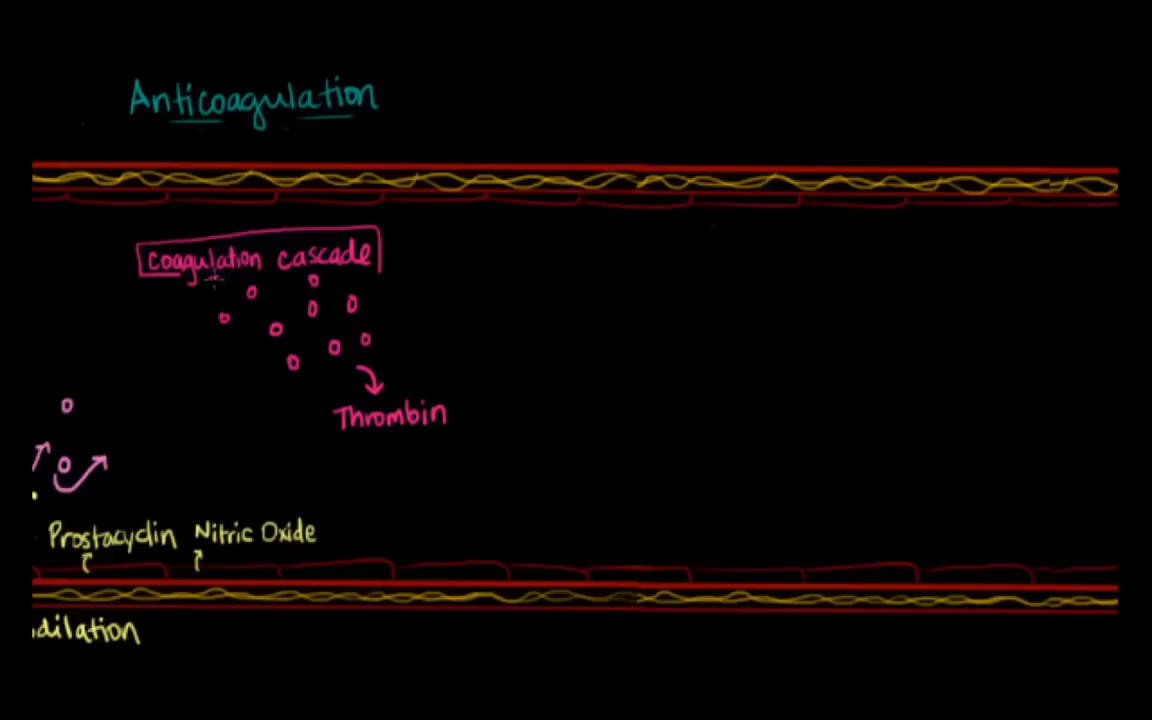 Anticoagulation
coagulation cascade
Thrombin
Prostacyclin Nitric Oxide
dilation